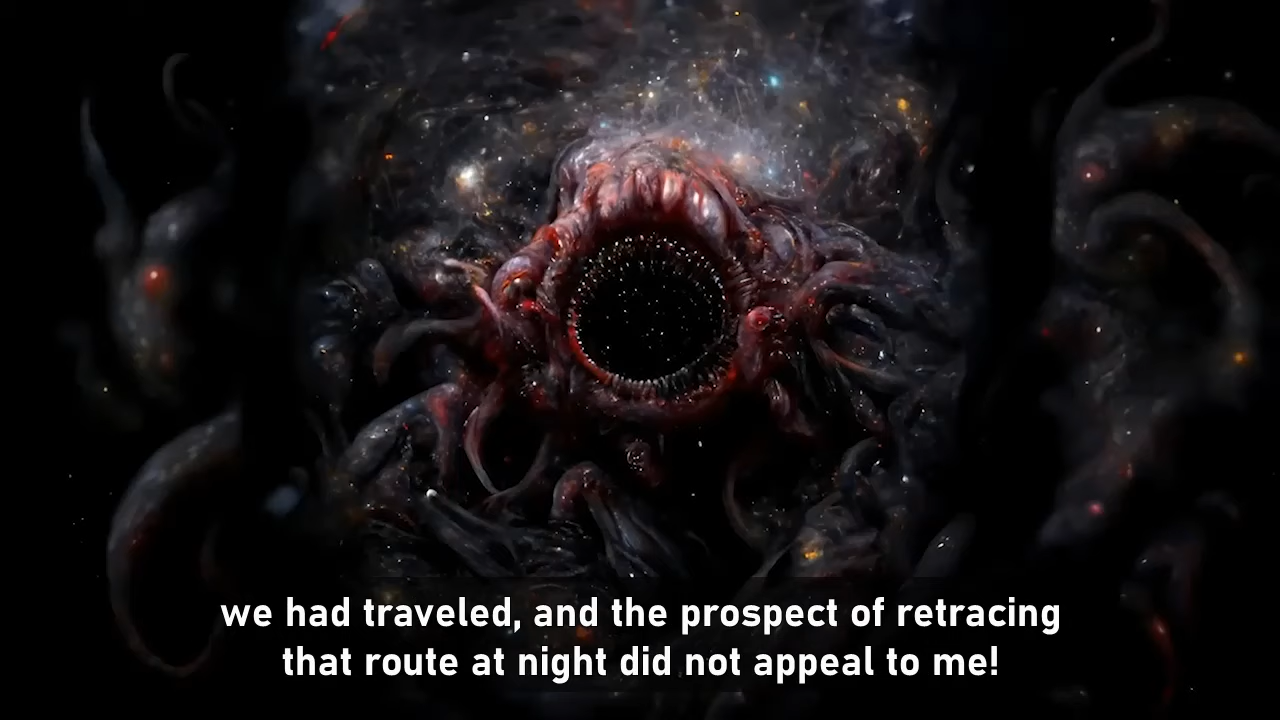 we had traveled, and the prospect of retracing
that route at night did not appeal to me!